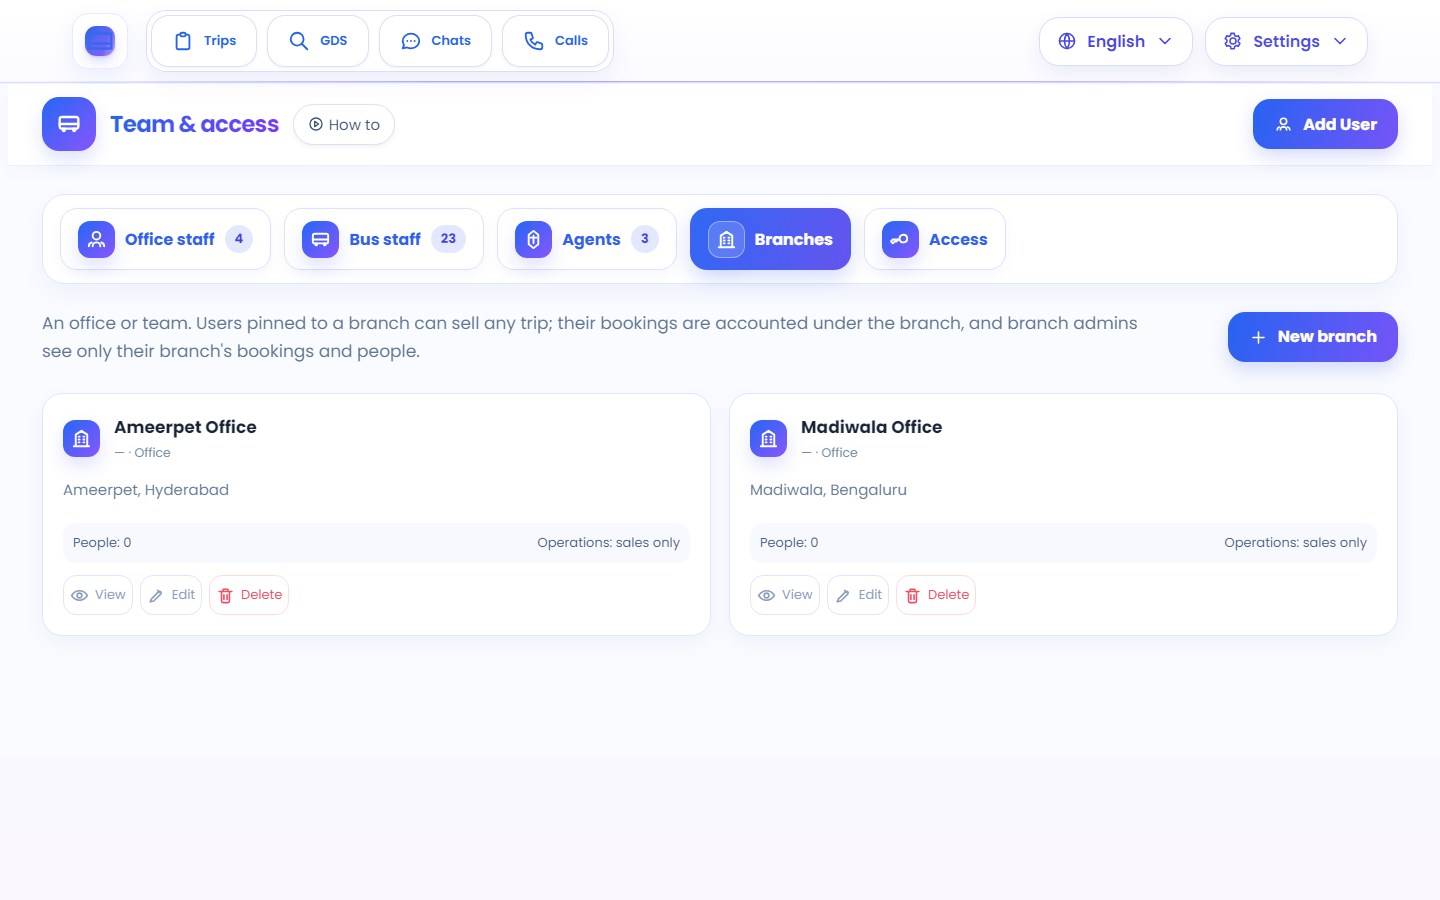 Trips
GDS
Chats
Calls
English
Settings
Team & access
How to
Add User
Office staff 4
Bus staff 23
Agents 3
Branches
Access
An office or team. Users pinned to a branch can sell any trip; their bookings are accounted under the branch, and branch admins
see only their branch's bookings and people.
New branch
Ameerpet Office
— · Office
Ameerpet, Hyderabad
People: 0
Operations: sales only
View
Edit
Delete
Madiwala Office
— · Office
Madiwala, Bengaluru
People: 0
Operations: sales only
View
Edit
Delete